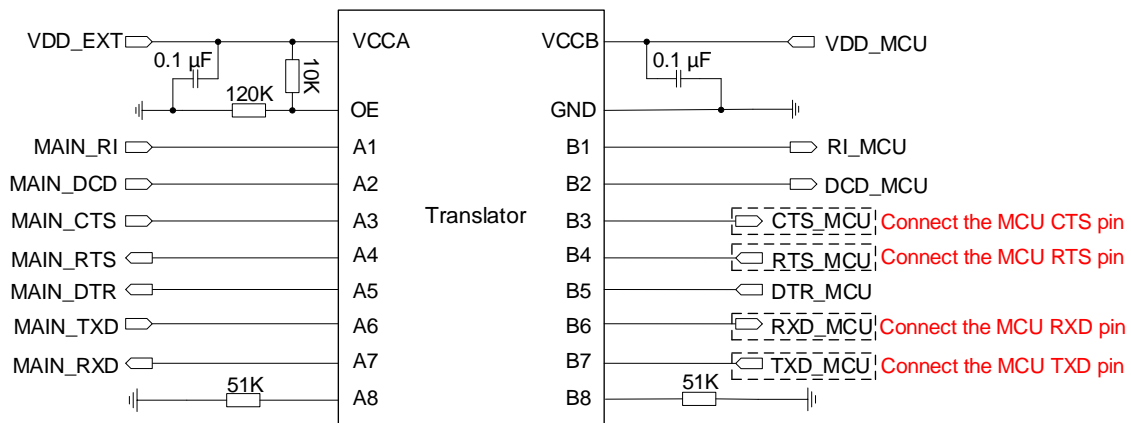 VDD_EXT VCCA VCCB VDD_MCU
0.1 µF 10K 0.1 µF
120K
OE GND
MAIN_RI A1 B1 RI_MCU
MAIN_DCD A2 B2 DCD_MCU
MAIN_CTS A3 Translator B3 CTS_MCU Connect the MCU CTS pin
MAIN_RTS A4 B4 RTS_MCU Connect the MCU RTS pin
MAIN_DTR A5 B5 DTR_MCU
MAIN_TXD A6 B6 RXD_MCU Connect the MCU RXD pin
MAIN_RXD A7 B7 TXD_MCU Connect the MCU TXD pin
51K A8 B8 51K